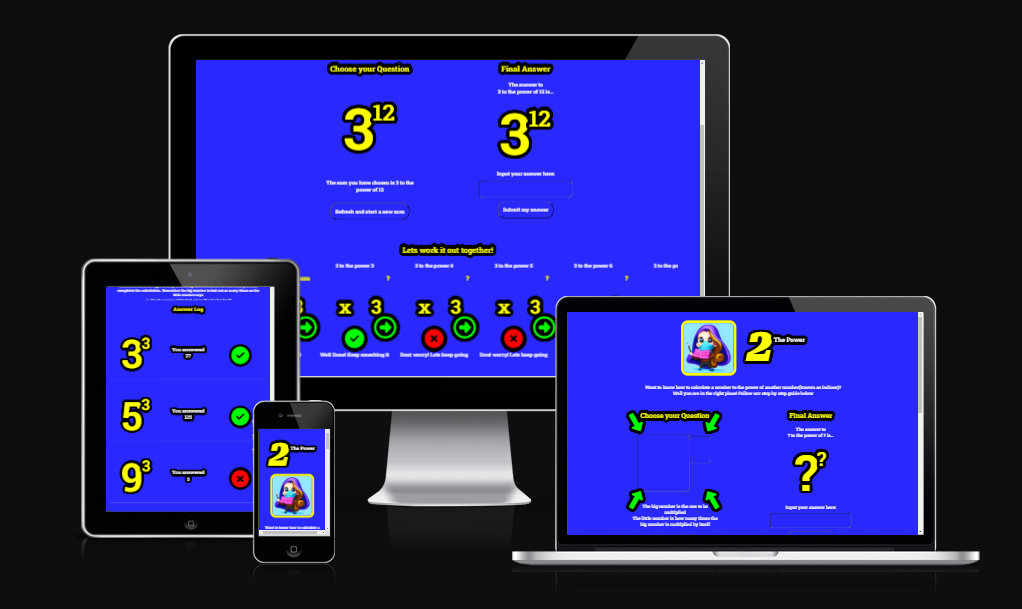 Choose your Question
Final Answer
The answer to
3 to the power of 12 is...
3 12
3 12
Input your answer here:
The sum you have chosen is 3 to the
power of 12
Refresh and start a new sum
Submit my answer
Lets work it out together!
3 to the power 3
3 to the power 4
3 to the power 5
3 to the power 6
3 to the pu
?
?
?
?
3
x
3
x
3
x
3
Well Done! Keep smashing it
Dont worry! Lets keep going
Dont worry! Lets keep going
Answer Log
3 3
You answered
27
5 3
You answered
125
9 3
You answered
3
2 The Power
Want to know how to calculate a
2 The Power
Want to know how to calculate a number to the power of another number(known as indices)?
Well you are in the right place! Follow our step by step guide below
Choose your Question
Final Answer
The answer to
? to the power of ? is...
? ?
The big number is the one to be
multiplied
The little number is how many times the
big number is multiplied by itself
Input your answer here: